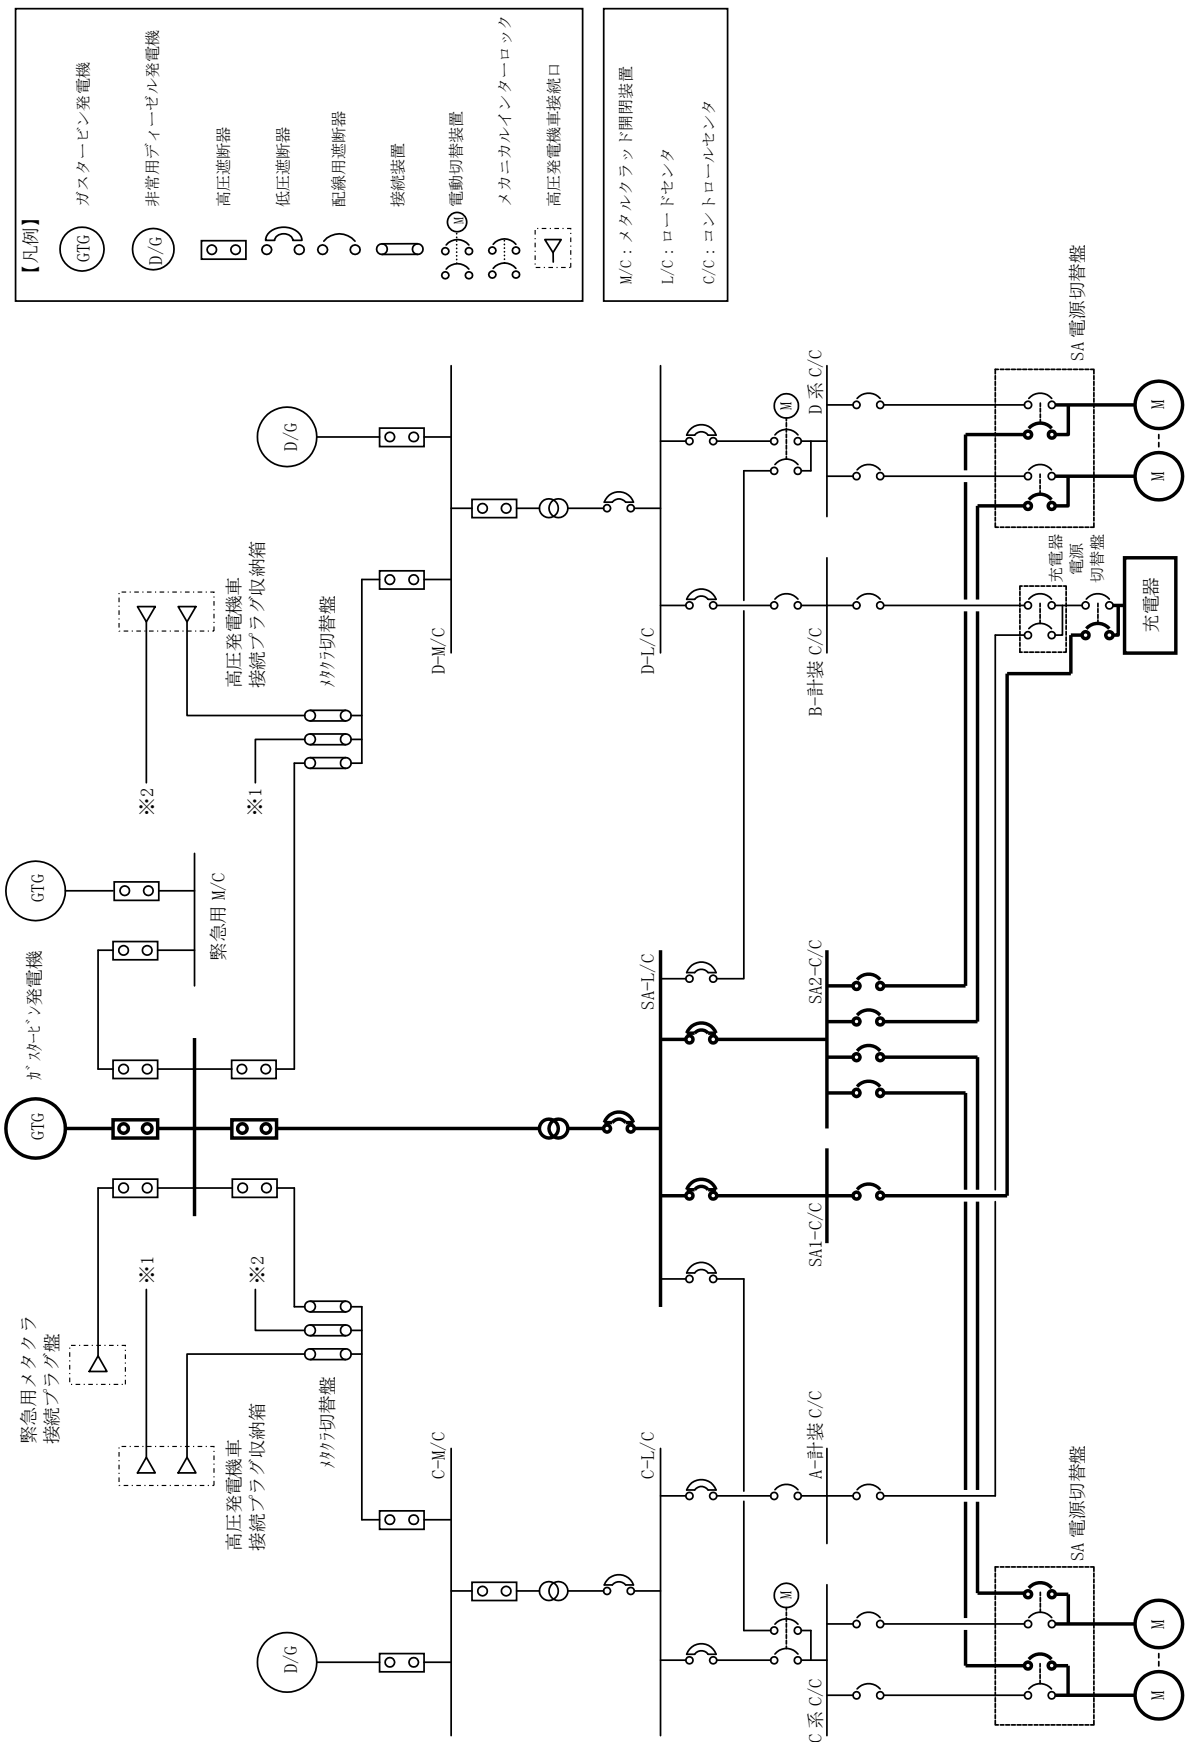 【凡例】
GTG
ガスタービン発電機
D/G
非常用ディーゼル発電機
高圧遮断器
低圧遮断器
配線用遮断器
接続装置
M
電動切替装置
メカニカルインターロック
高圧発電機車接続口
M/C：メタルクラッド開閉装置
L/C：ロードセンタ
C/C：コントロールセンタ
GTG
ｶﾞｽﾀｰﾋﾞﾝ発電機
GTG
緊急用 M/C
緊急用メタクラ
接続プラグ盤
※1
※2
高圧発電機車
接続プラグ収納箱
ﾒﾀｸﾗ切替盤
※2
※1
高圧発電機車
接続プラグ収納箱
ﾒﾀｸﾗ切替盤
D/G
D/G
C-M/C
D-M/C
C-L/C
SA-L/C
D-L/C
M
M
C 系 C/C
A-計装 C/C
SA1-C/C
SA2-C/C
B-計装 C/C
D 系 C/C
SA 電源切替盤
充電器
電源
切替盤
SA 電源切替盤
M
M
充電器
M
M